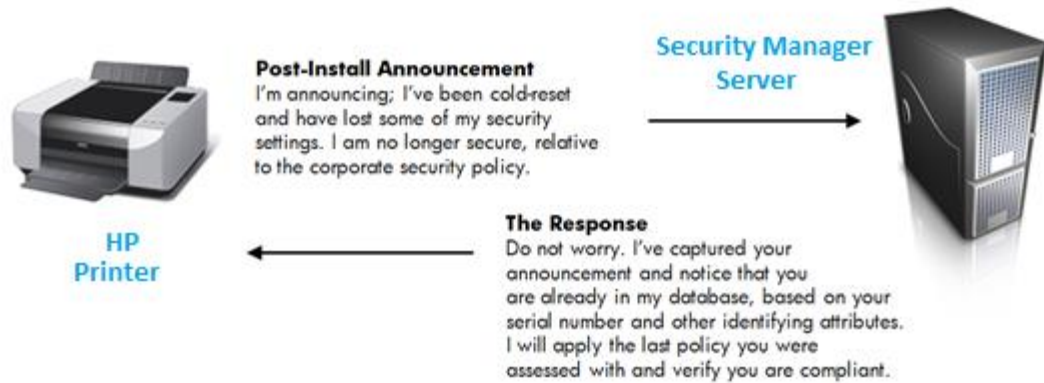 Post-Install Announcement
I'm announcing; I've been cold-reset
and have lost some of my security
settings. I am no longer secure, relative
to the corporate security policy.
Security Manager
Server
HP
Printer
The Response
Do not worry. I've captured your
announcement and notice that you
are already in my database, based on your
serial number and other identifying attributes.
I will apply the last policy you were
assessed with and verify you are compliant.